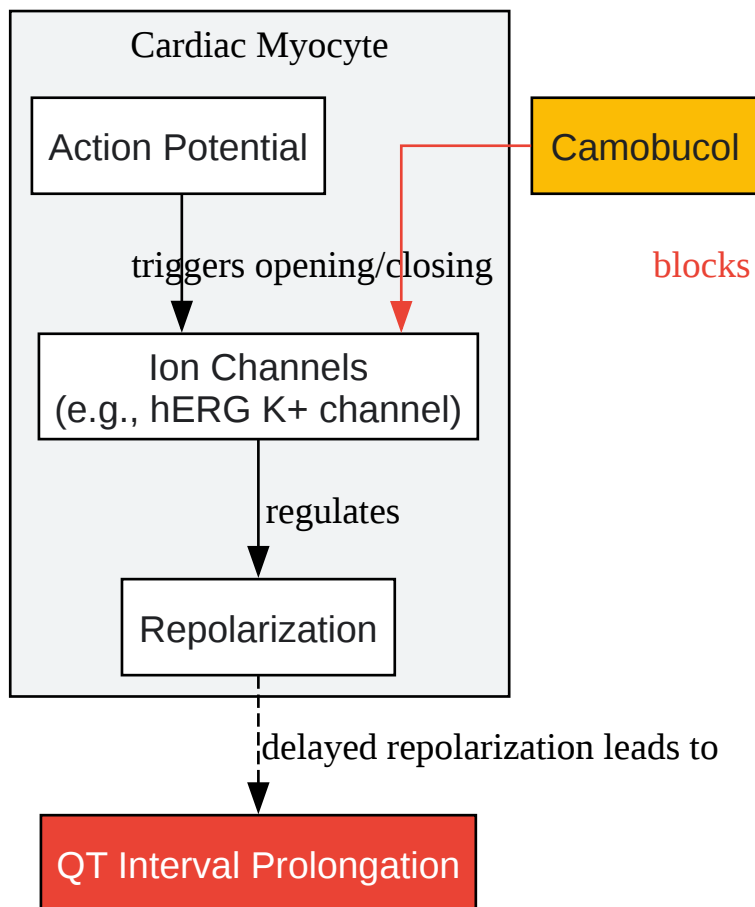 Cardiac Myocyte
Action Potential
Camobucol
triggers opening/closing
blocks
Ion Channels
(e.g., hERG K+ channel)
regulates
Repolarization
delayed repolarization leads to
QT Interval Prolongation